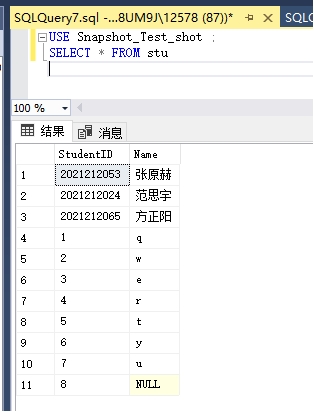 SQLQuery7.sql -...8UM9J\12578 (87))*
SQLQ
USE Snapshot_Test_shot ;
SELECT * FROM stu
100 %
结果 消息
StudentID Name
1 2021212053 张原赫
2 2021212024 范思宇
3 2021212065 方正阳
4 1 q
5 2 w
6 3 e
7 4 r
8 5 t
9 6 y
10 7 u
11 8 NULL